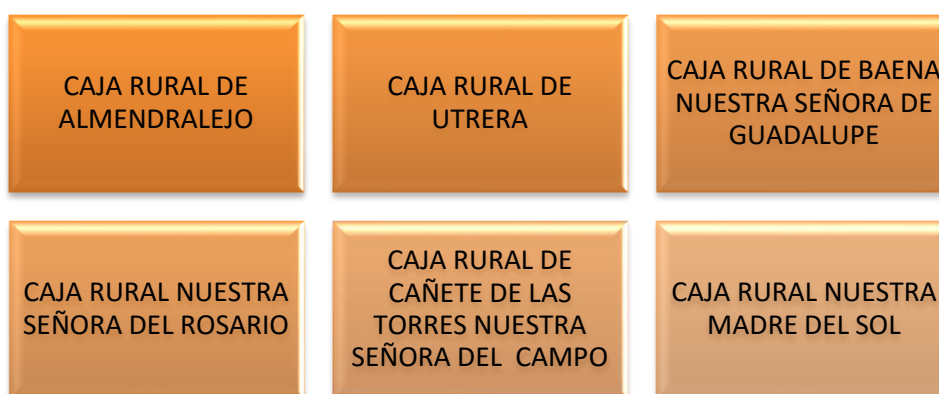 CAJA RURAL DE
ALMENDRALEJO
CAJA RURAL DE
UTRERA
CAJA RURAL DE BAENA
NUESTRA SEÑORA DE
GUADALUPE
CAJA RURAL NUESTRA
SEÑORA DEL ROSARIO
CAJA RURAL DE
CAÑETE DE LAS
TORRES NUESTRA
SEÑORA DEL CAMPO
CAJA RURAL NUESTRA
MADRE DEL SOL